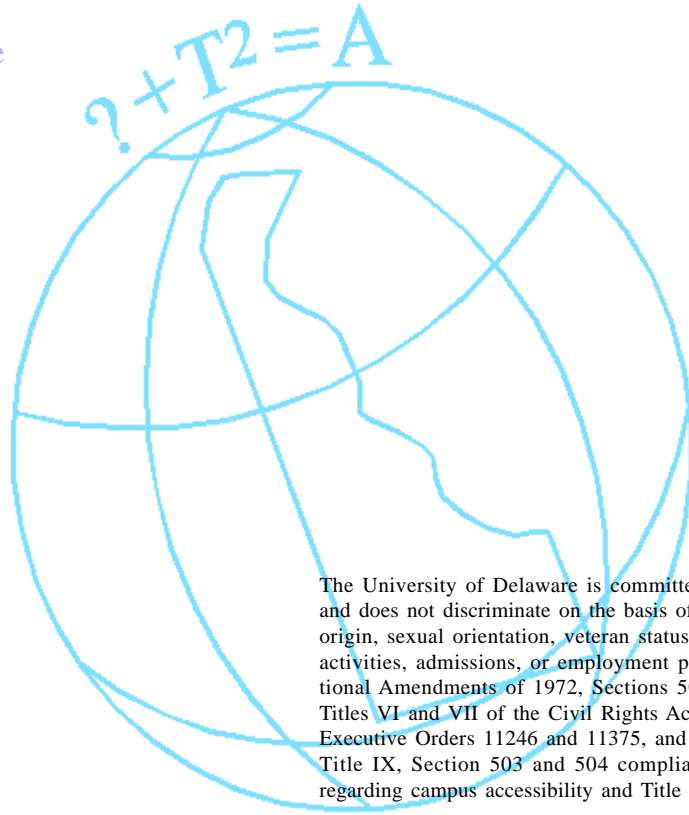 ? + T² = A
The University of Delaware is committe
and does not discriminate on the basis of
origin, sexual orientation, veteran status
activities, admissions, or employment p
tional Amendments of 1972, Sections 50
Titles VI and VII of the Civil Rights Ac
Executive Orders 11246 and 11375, and
Title IX, Section 503 and 504 complia
regarding campus accessibility and Title